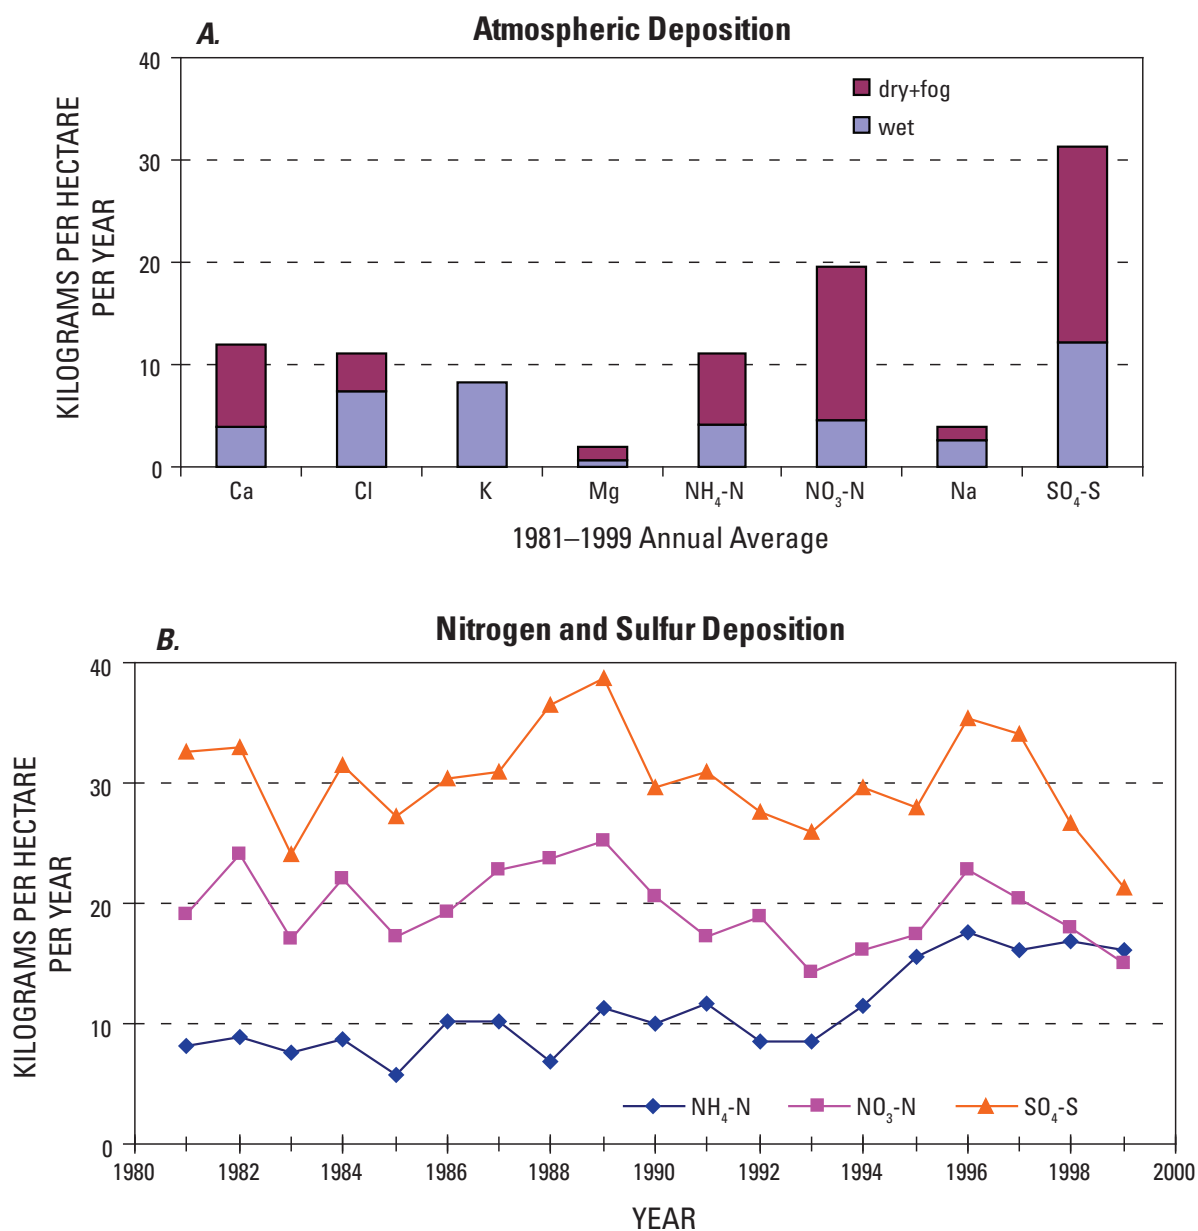 A.
Atmospheric Deposition
KILOGRAMS PER HECTARE
PER YEAR
40
30
20
10
0
dry+fog
wet
Ca Cl K Mg NH₄-N NO₃-N Na SO₄-S
1981–1999 Annual Average
B.
Nitrogen and Sulfur Deposition
KILOGRAMS PER HECTARE
PER YEAR
40
30
20
10
0
NH₄-N NO₃-N SO₄-S
1980 1982 1984 1986 1988 1990 1992 1994 1996 1998 2000
YEAR